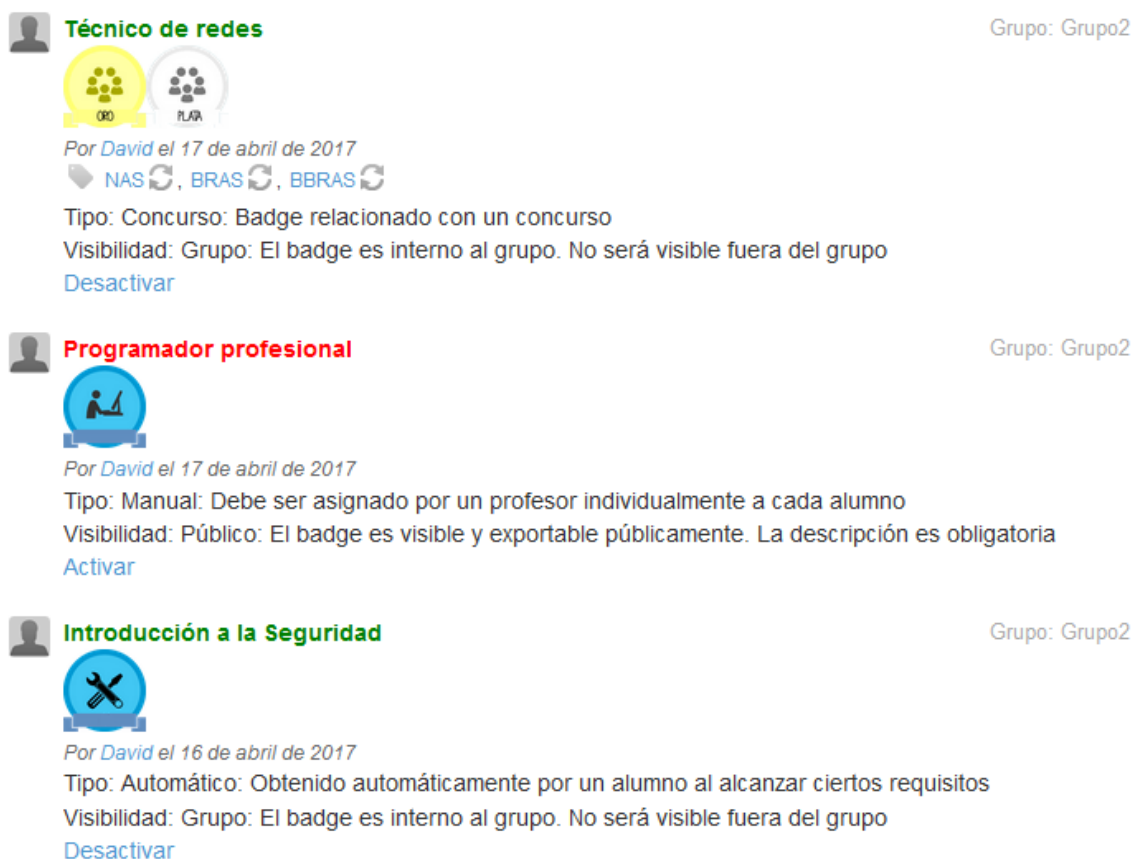 Técnico de redes
Grupo: Grupo2
ORO PLATA
Por David el 17 de abril de 2017
NAS , BRAS , BBRAS
Tipo: Concurso: Badge relacionado con un concurso
Visibilidad: Grupo: El badge es interno al grupo. No será visible fuera del grupo
Desactivar
Programador profesional
Grupo: Grupo2
Por David el 17 de abril de 2017
Tipo: Manual: Debe ser asignado por un profesor individualmente a cada alumno
Visibilidad: Público: El badge es visible y exportable públicamente. La descripción es obligatoria
Activar
Introducción a la Seguridad
Grupo: Grupo2
Por David el 16 de abril de 2017
Tipo: Automático: Obtenido automáticamente por un alumno al alcanzar ciertos requisitos
Visibilidad: Grupo: El badge es interno al grupo. No será visible fuera del grupo
Desactivar